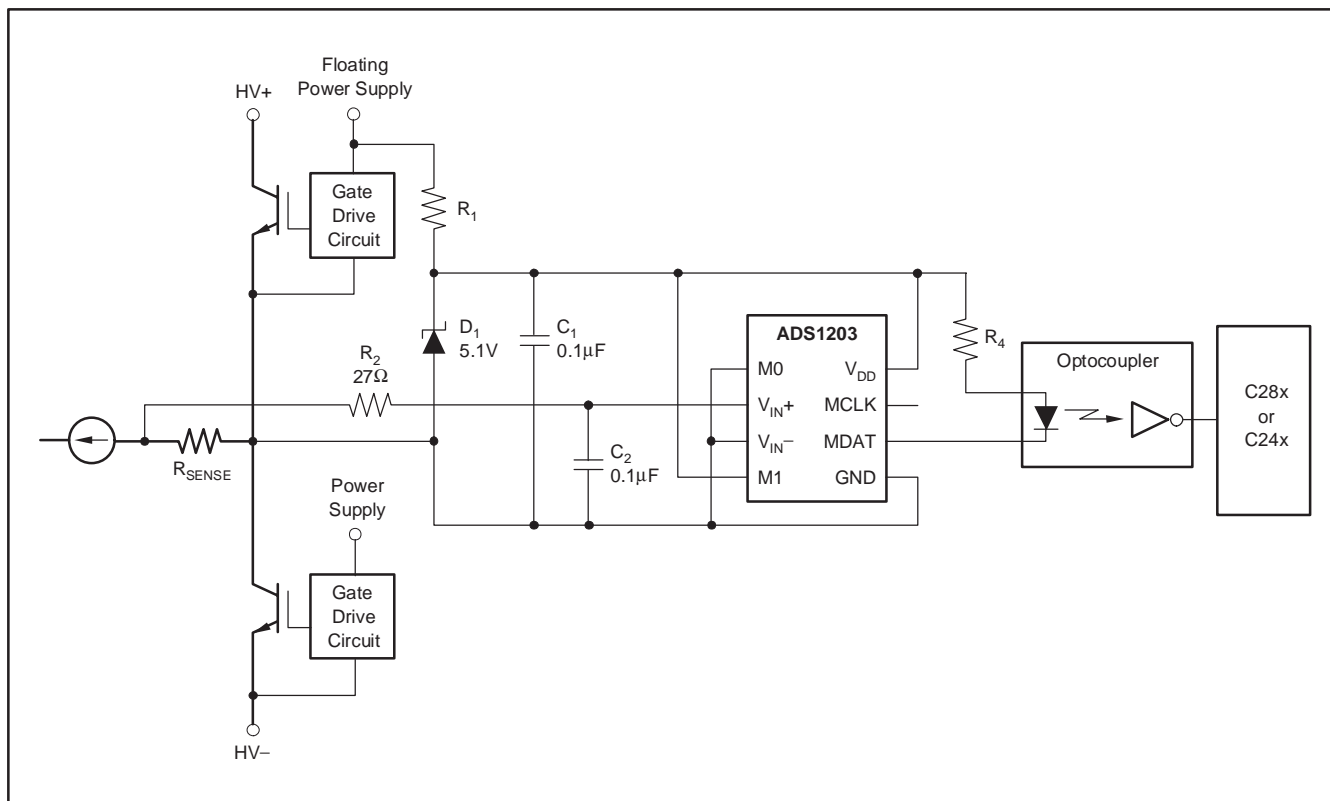 Floating
Power Supply
HV+
Gate
Drive
Circuit
R1
D1
5.1V
C1
0.1μF
R2
27Ω
RSENSE
C2
0.1μF
ADS1203
M0
VDD
VIN+
MCLK
VIN−
MDAT
M1
GND
R4
Optocoupler
C28x
or
C24x
Power
Supply
Gate
Drive
Circuit
HV−